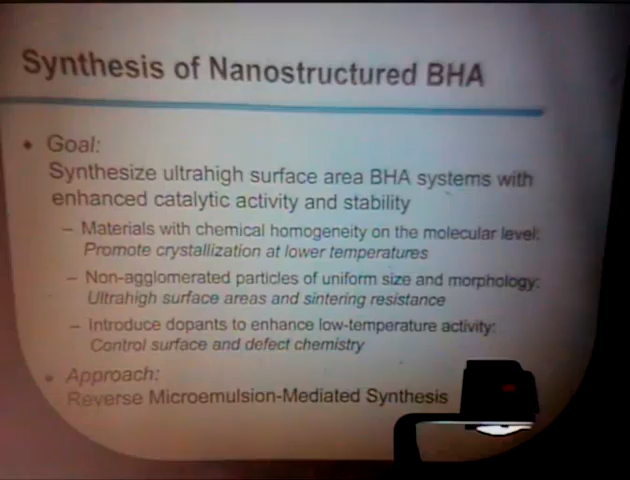 Synthesis of Nanostructured BHA
• Goal:
Synthesize ultrahigh surface area BHA systems with
enhanced catalytic activity and stability
– Materials with chemical homogeneity on the molecular level:
Promote crystallization at lower temperatures
– Non-agglomerated particles of uniform size and morphology:
Ultrahigh surface areas and sintering resistance
– Introduce dopants to enhance low-temperature activity:
Control surface and defect chemistry
• Approach:
Reverse Microemulsion-Mediated Synthesis